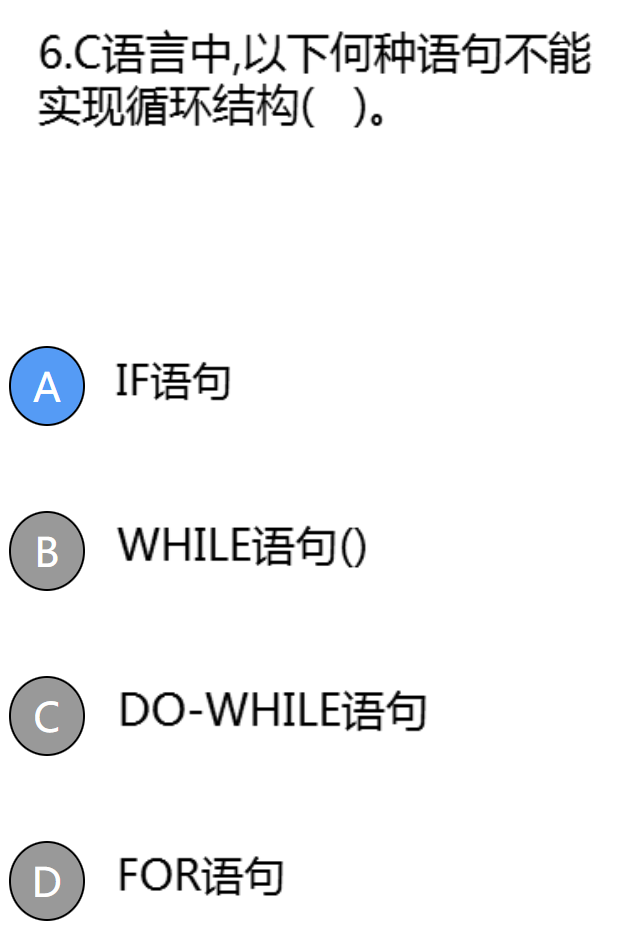 6.C语言中,以下何种语句不能
实现循环结构(   )。
A IF语句
B WHILE语句()
C DO-WHILE语句
D FOR语句